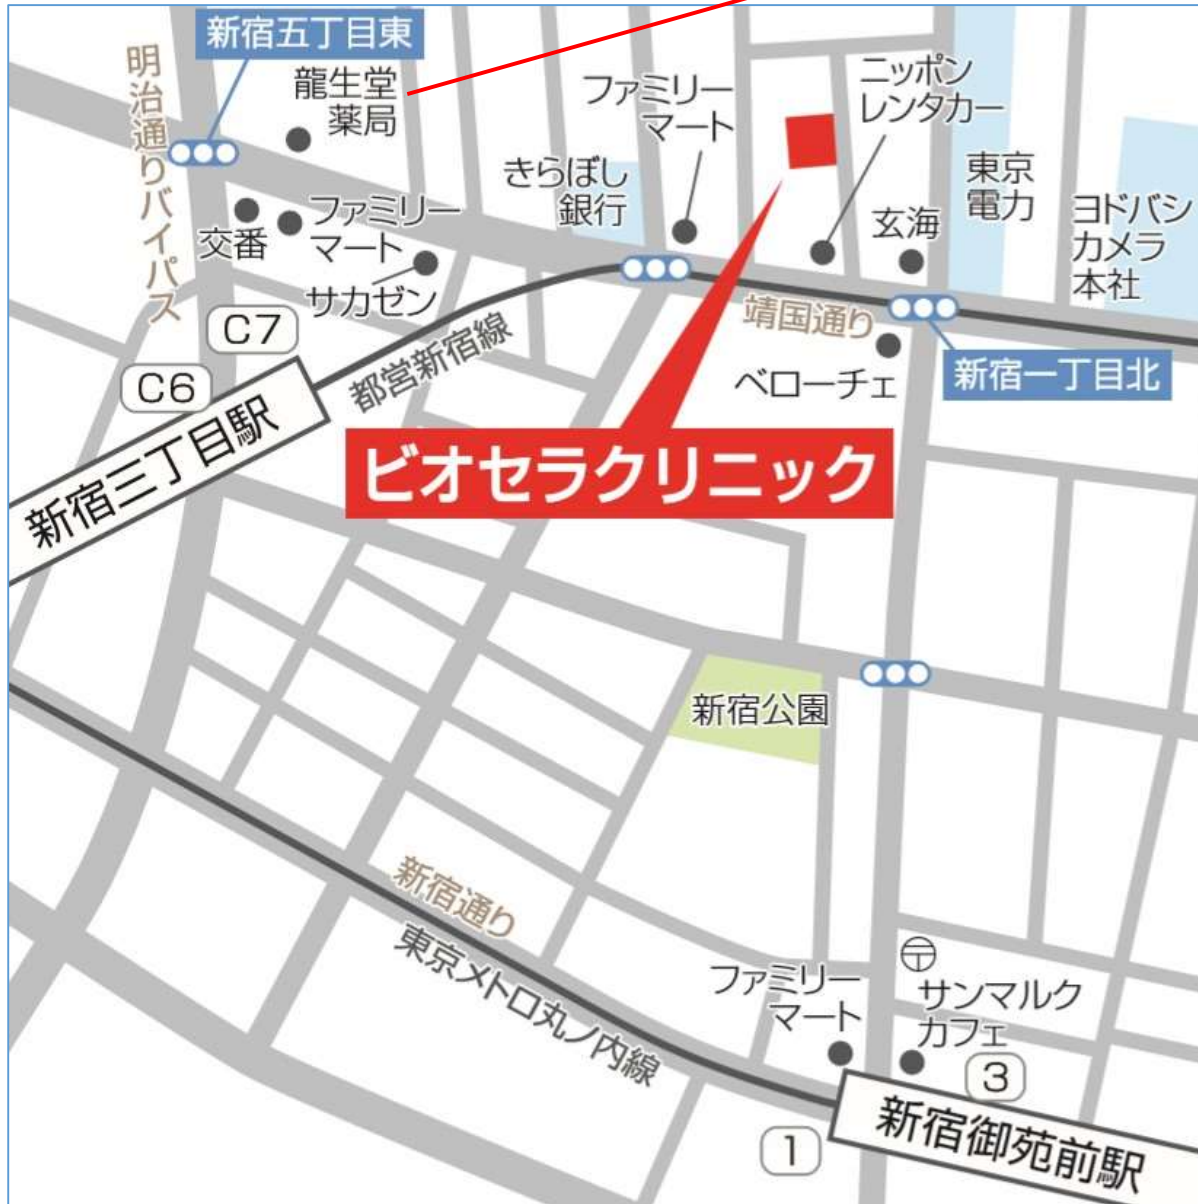 新宿五丁目東
明治通りバイパス
龍生堂
薬局
ファミリー
マート
ニッポン
レンタカー
きらぼし
銀行
東京
電力
ヨドバシ
カメラ
本社
交番
ファミリー
マート
サカゼン
玄海
靖国通り
C7
C6
都営新宿線
ベローチェ
新宿一丁目北
新宿三丁目駅
ビオセラクリニック
新宿公園
新宿通り
東京メトロ丸ノ内線
ファミリー
マート
サンマルク
カフェ
3
1
新宿御苑前駅